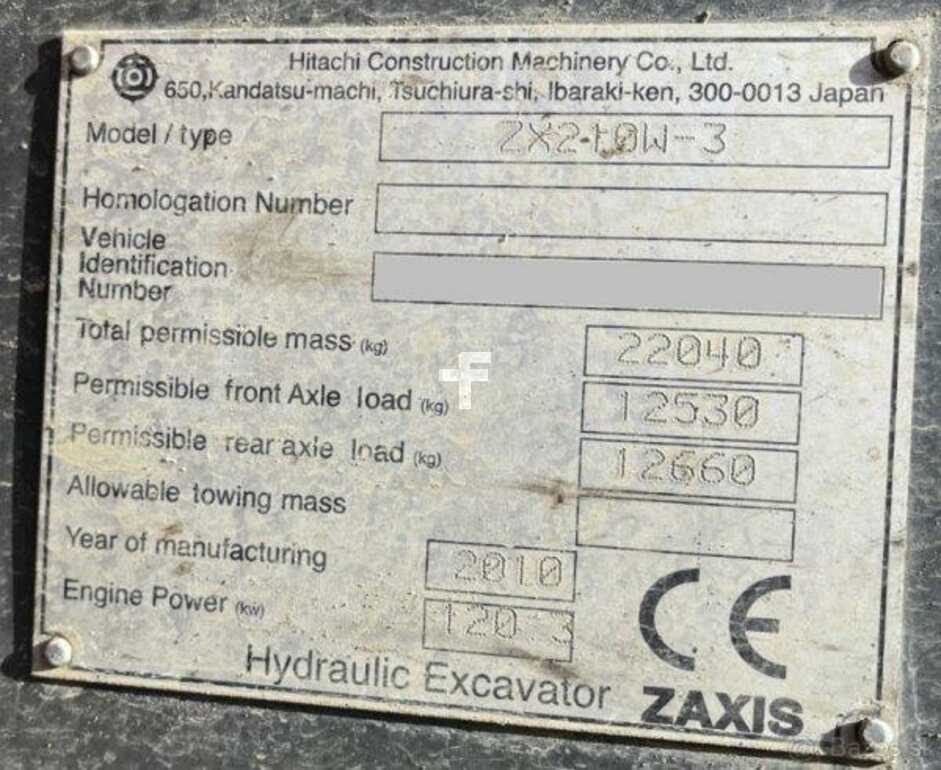 Hitachi Construction Machinery Co., Ltd.
650,Kandatsu-machi, Tsuchiura-shi, Ibaraki-ken, 300-0013 Japan
Model / type ZX210W-3
Homologation Number
Vehicle
Identification
Number
Total permissible mass (kg) 22040
Permissible front Axle load (kg) 12530
Permissible rear axle load (kg) 12660
Allowable towing mass
Year of manufacturing 2010
Engine Power (kw) 120 3
CE
Hydraulic Excavator
ZAXIS